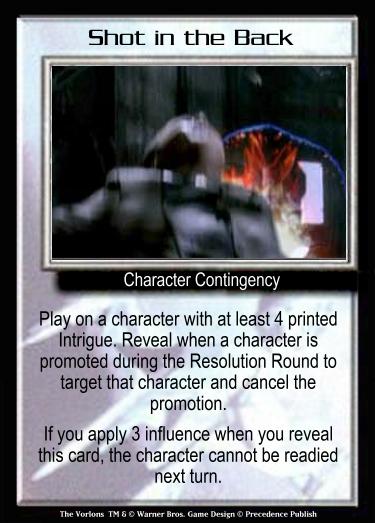 Shot in the Back
Character Contingency
Play on a character with at least 4 printed
Intrigue. Reveal when a character is
promoted during the Resolution Round to
target that character and cancel the
promotion.
If you apply 3 influence when you reveal
this card, the character cannot be readied
next turn.
The Vorlons TM & © Warner Bros. Game Design © Precedence Publish